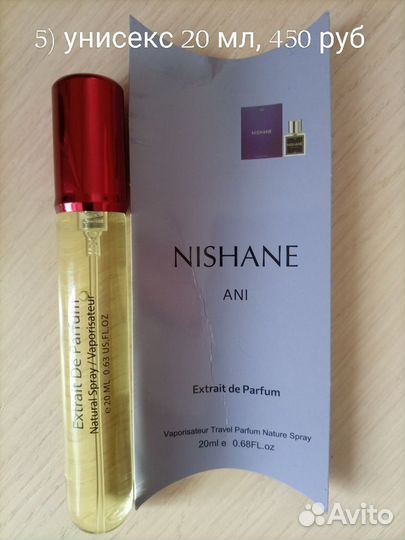 5) унисекс 20 мл, 450 руб
NISHANE
NISHANE
NISHANE
ANI
Extrait de Parfum
Vaporisateur Travel Parfum Nature Spray
20ml e 0.68FL.oz
Extrait De Parfum
Natural Spray / Vaporisateur
e 20 ML 0.63 US.FL.OZ
Avito